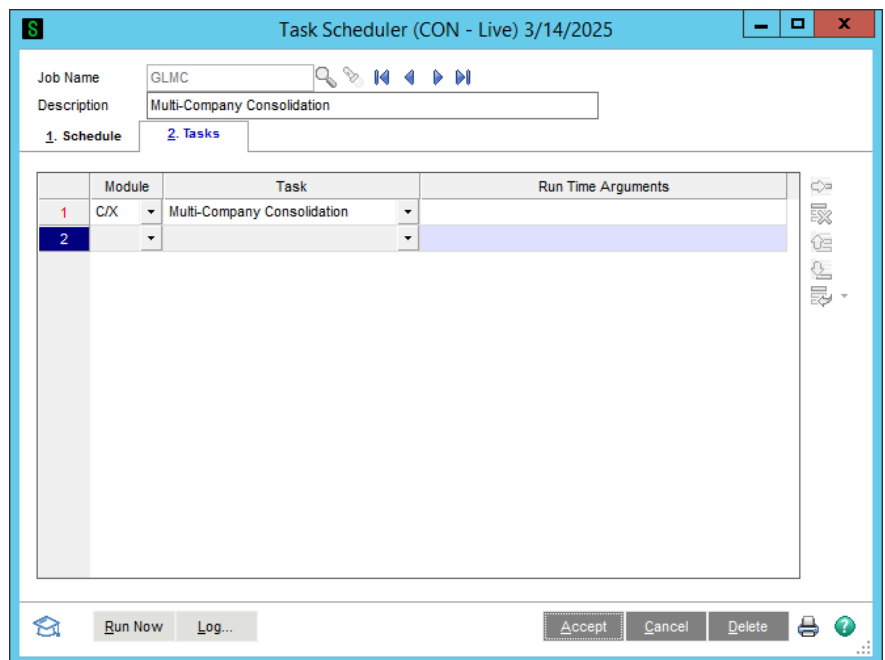 S Task Scheduler (CON - Live) 3/14/2025
Job Name GLMC
Description Multi-Company Consolidation
1. Schedule 2. Tasks
Module Task Run Time Arguments
1 C/X Multi-Company Consolidation
2
Run Now Log... Accept Cancel Delete ?